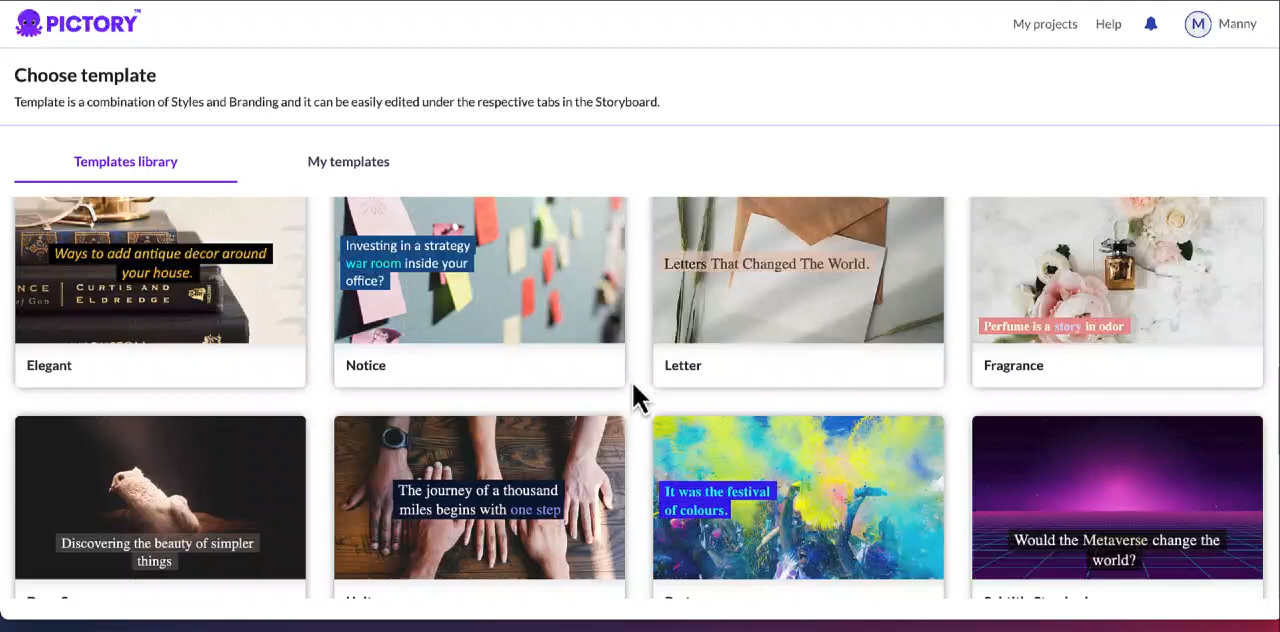 PICTORY™
My projects
Help
M
Manny
Choose template
Template is a combination of Styles and Branding and it can be easily edited under the respective tabs in the Storyboard.
Templates library
My templates
Ways to add antique decor around
your house.
CURTIS AND
ELDREDGE
Investing in a strategy
war room inside your
office?
Letters That Changed The World.
Perfume is a story in odor
Elegant
Notice
Letter
Fragrance
Discovering the beauty of simpler
things
The journey of a thousand
miles begins with one step
It was the festival
of colours.
Would the Metaverse change the
world?